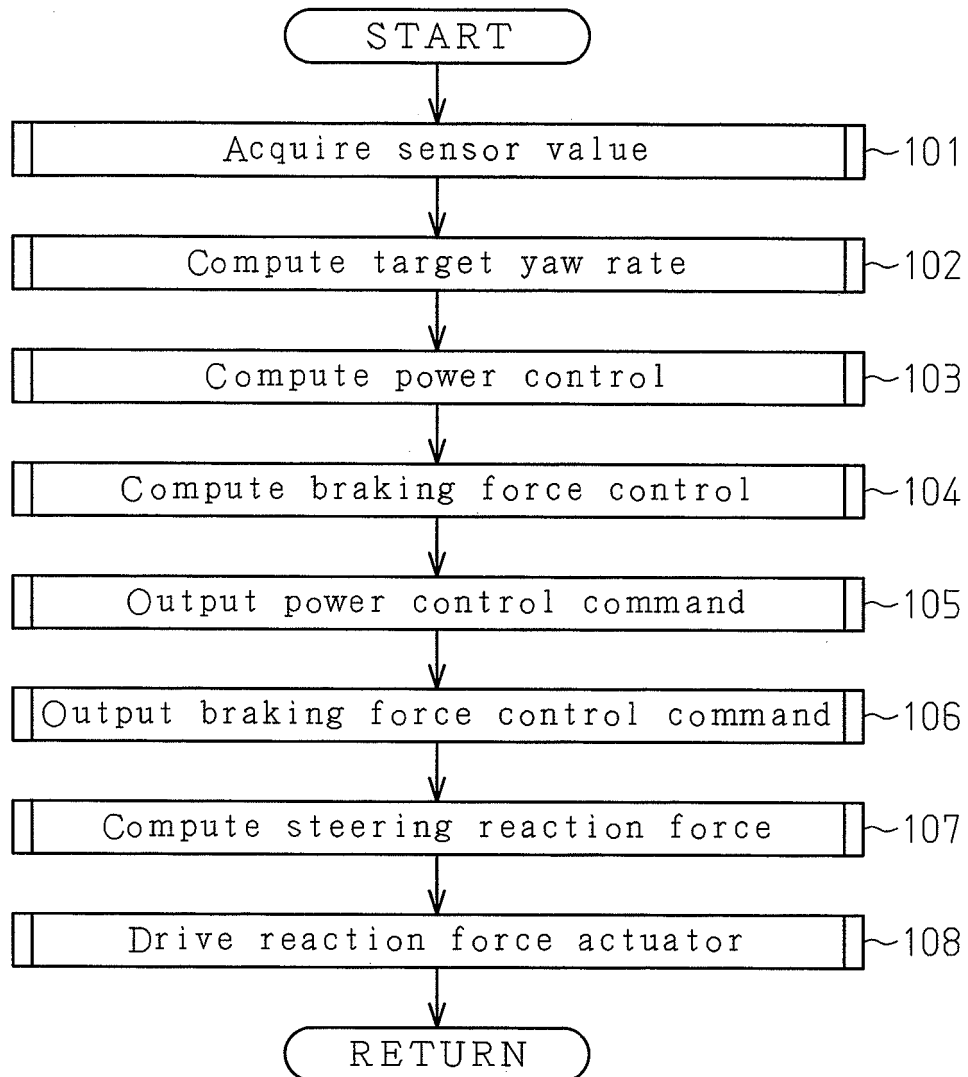 START
Acquire sensor value 101
Compute target yaw rate 102
Compute power control 103
Compute braking force control 104
Output power control command 105
Output braking force control command 106
Compute steering reaction force 107
Drive reaction force actuator 108
RETURN